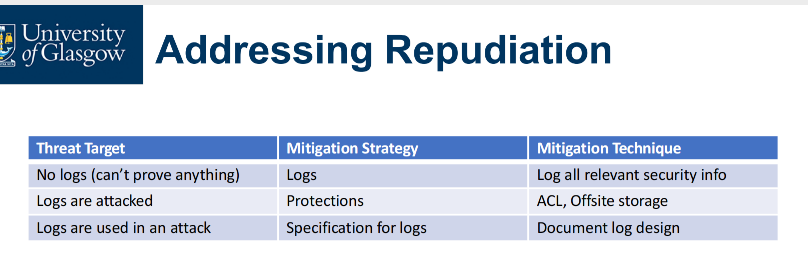 University
of Glasgow
Addressing Repudiation
Threat Target Mitigation Strategy Mitigation Technique
No logs (can't prove anything) Logs Log all relevant security info
Logs are attacked Protections ACL, Offsite storage
Logs are used in an attack Specification for logs Document log design